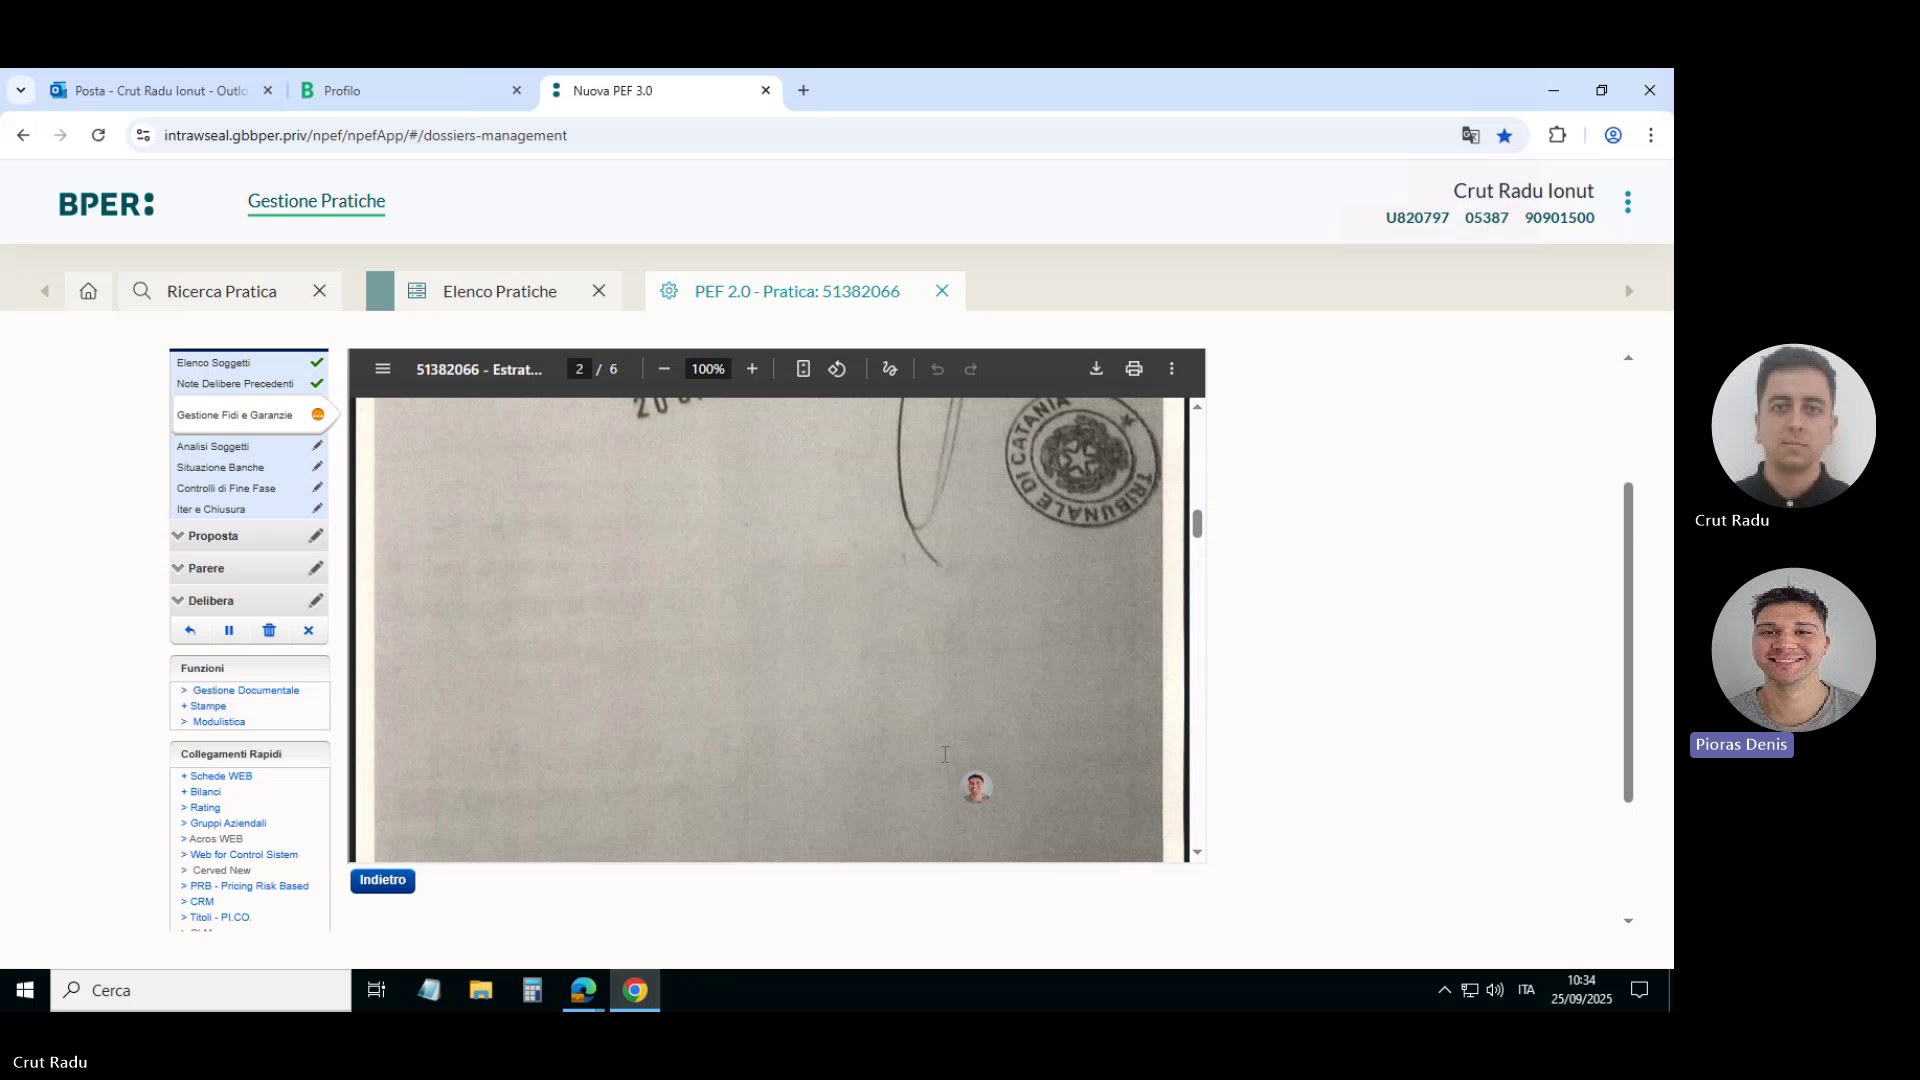 Posta - Crut Radu Ionut - Outlo
Profilo
Nuova PEF 3.0
intrawseal.gbbper.priv/npef/npefApp/#/dossiers-management
BPER:
Gestione Pratiche
Crut Radu Ionut
U820797 05387 90901500
Ricerca Pratica
Elenco Pratiche
PEF 2.0 - Pratica: 51382066
Elenco Soggetti
Note Delibere Precedenti
Gestione Fidi e Garanzie
Analisi Soggetti
Situazione Banche
Controlli di Fine Fase
Iter e Chiusura
Proposta
Parere
Delibera
Funzioni
> Gestione Documentale
+ Stampe
> Modulistica
Collegamenti Rapidi
+ Schede WEB
+ Bilanci
> Rating
> Gruppi Aziendali
> Acros WEB
> Web for Control Sistem
> Cerved New
> PRB - Pricing Risk Based
> CRM
> Titoli - PI.CO.
51382066 - Estrat...
2 / 6
100%
TRIBUNALE DI CATANIA
Indietro
Crut Radu
Pioras Denis
Cerca
ITA
10:34
25/09/2025
Crut Radu